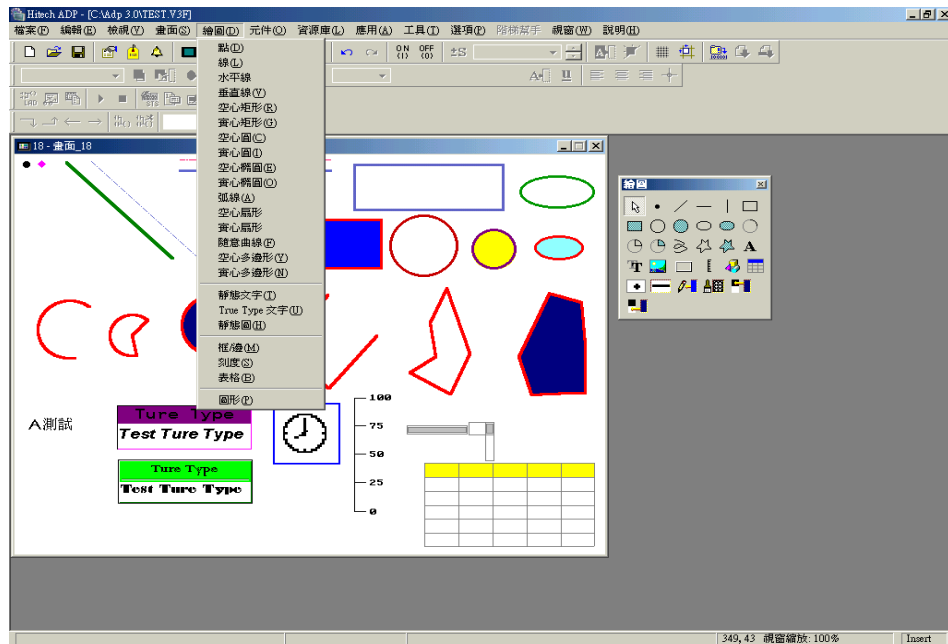 Hitech ADP - [C:\Adp 3.0\TEST.V3F]
檔案(F) 編輯(E) 檢視(V) 畫面(S) 繪圖(D) 元件(O) 資源庫(L) 應用(A) 工具(T) 選項(P) 階梯幫手 視窗(W) 說明(H)
ON (1) OFF (0) ±S
18 - 畫面_18
點(D)
線(L)
水平線
垂直線(V)
空心矩形(R)
實心矩形(G)
空心圓(C)
實心圓(I)
空心橢圓(E)
實心橢圓(O)
弧線(A)
空心扇形
實心扇形
隨意曲線(F)
空心多邊形(Y)
實心多邊形(N)
靜態文字(T)
True Type 文字(U)
靜態圖(H)
框/邊(M)
刻度(S)
表格(B)
圖形(P)
繪圖
A測試
Ture Type
Test Ture Type
Ture Type
Test Ture Type
100
75
50
25
0
349, 43 視窗縮放: 100% Insert